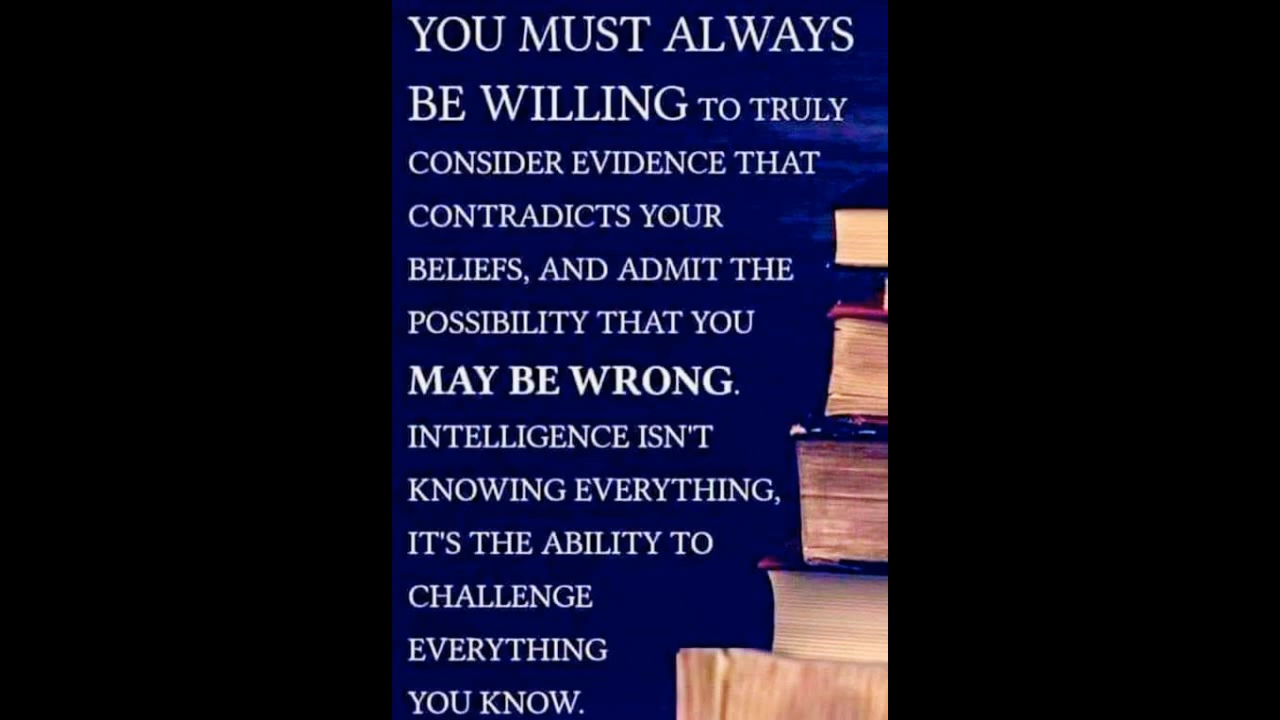 YOU MUST ALWAYS
BE WILLING TO TRULY
CONSIDER EVIDENCE THAT
CONTRADICTS YOUR
BELIEFS, AND ADMIT THE
POSSIBILITY THAT YOU
MAY BE WRONG.
INTELLIGENCE ISN'T
KNOWING EVERYTHING,
IT'S THE ABILITY TO
CHALLENGE
EVERYTHING
YOU KNOW.